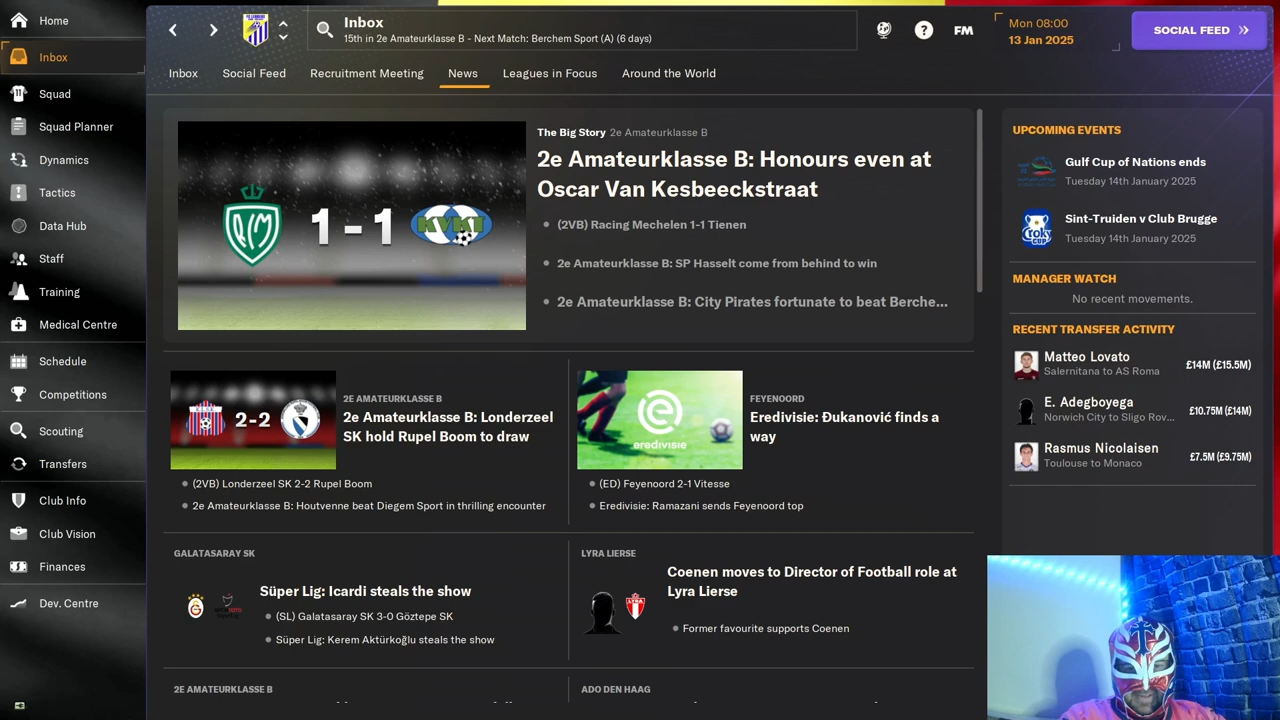 Home
Inbox
Squad
Squad Planner
Dynamics
Tactics
Data Hub
Staff
Training
Medical Centre
Schedule
Competitions
Scouting
Transfers
Club Info
Club Vision
Finances
Dev. Centre
Inbox
15th in 2e Amateurklasse B - Next Match: Berchem Sport (A) (6 days)
?
FM
Mon 08:00
13 Jan 2025
SOCIAL FEED
Inbox Social Feed Recruitment Meeting News Leagues in Focus Around the World
1 - 1
The Big Story 2e Amateurklasse B
2e Amateurklasse B: Honours even at
Oscar Van Kesbeeckstraat
(2VB) Racing Mechelen 1-1 Tienen
2e Amateurklasse B: SP Hasselt come from behind to win
2e Amateurklasse B: City Pirates fortunate to beat Berche...
2-2
2E AMATEURKLASSE B
2e Amateurklasse B: Londerzeel
SK hold Rupel Boom to draw
(2VB) Londerzeel SK 2-2 Rupel Boom
2e Amateurklasse B: Houtvenne beat Diegem Sport in thrilling encounter
eredivisie
FEYENOORD
Eredivisie: Đukanović finds a
way
(ED) Feyenoord 2-1 Vitesse
Eredivisie: Ramazani sends Feyenoord top
GALATASARAY SK
Süper Lig: Icardi steals the show
(SL) Galatasaray SK 3-0 Göztepe SK
Süper Lig: Kerem Aktürkoğlu steals the show
LYRA LIERSE
Coenen moves to Director of Football role at
Lyra Lierse
Former favourite supports Coenen
2E AMATEURKLASSE B
ADO DEN HAAG
UPCOMING EVENTS
Gulf Cup of Nations ends
Tuesday 14th January 2025
Sint-Truiden v Club Brugge
Tuesday 14th January 2025
MANAGER WATCH
No recent movements.
RECENT TRANSFER ACTIVITY
Matteo Lovato
Salernitana to AS Roma
£14M (£15.5M)
E. Adegboyega
Norwich City to Sligo Rov...
£10.75M (£14M)
Rasmus Nicolaisen
Toulouse to Monaco
£7.5M (£9.75M)